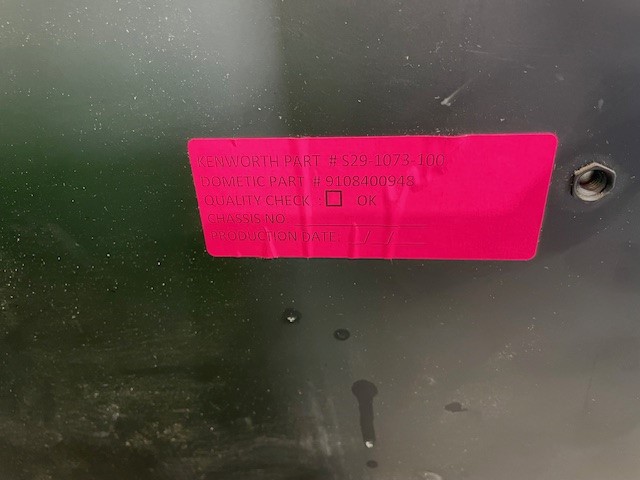 KENWORTH PART # S29-1073-100
DOMETIC PART # 9108400948
QUALITY CHECK : ☐ OK
CHASSIS NO
PRODUCTION DATE